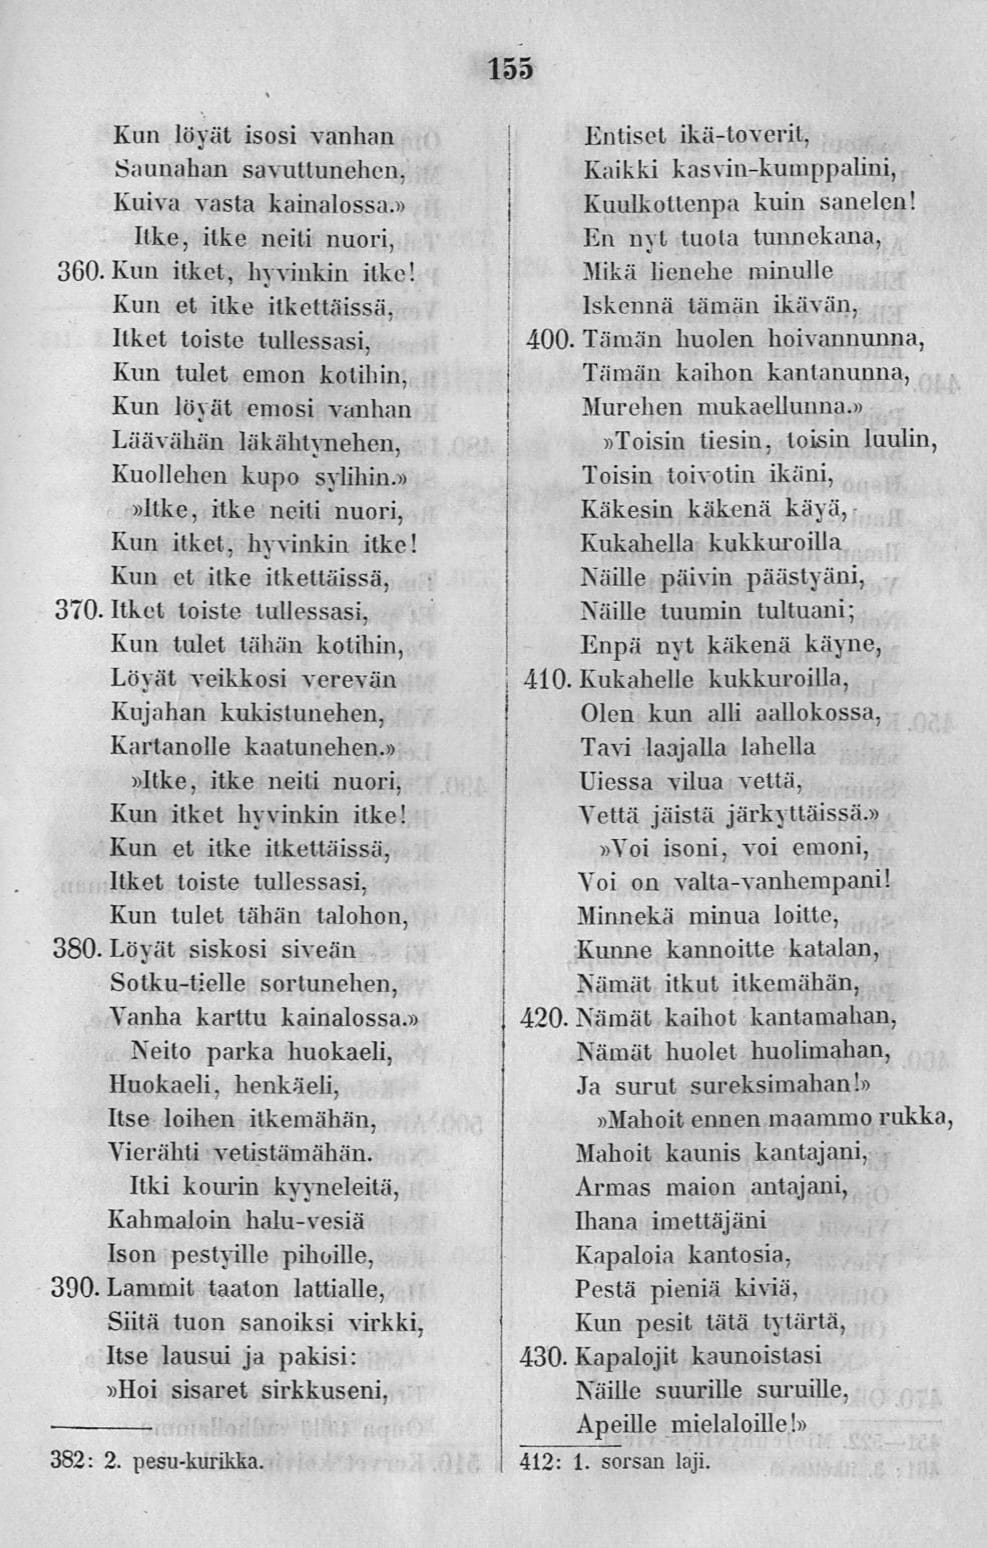 155
Kun löyät isosi vanhan
Saunahan savuttunehen,
Kuiva vasta kainalossa.»
Itke, itke neiti nuori,
360. Kun itket, hyvinkin itke!
Kun et itke itkettäissä,
Itket toiste tullessasi,
Kun tulet emon kotihin,
Kun löyät emosi vanhan
Läävähän läkähtynehen,
Kuollehen kupo sylihin.»
»Itke, itke neiti nuori,
Kun itket, hyvinkin itke!
Kun et itke itkettäissä,
370. Itket toiste tullessasi,
Kun tulet tähän kotihin,
Löyät veikkosi verevän
Kujahan kukistunehen,
Kartanolle kaatunehen.»
»Itke, itke neiti nuori,
Kun itket hyvinkin itke!
Kun et itke itkettäissä,
Itket toiste tullessasi,
Kun tulet tähän talohon,
380. Löyät siskosi siveän
Sotku-tielle sortunehen,
Vanha karttu kainalossa.»
Neito parka huokaeli,
Huokaeli, henkäeli,
Itse loihen itkemähän,
Vierähti vetistämähän.
Itki kourin kyyneleitä,
Kahmaloin halu-vesiä
Ison pestyille pihoille,
390. Lammit taaton lattialle,
Siitä tuon sanoiksi virkki,
Itse lausui ja pakisi:
»Hoi sisaret sirkkuseni,
382: 2. pesu-kurikka.
Entiset ikä-toverit,
Kaikki kasvin-kumppalini,
Kuulkottenpa kuin sanelen!
En nyt tuota tunnekana,
Mikä lienehe minulle
Iskennä tämän ikävän,
400. Tämän huolen hoivannunna,
Tämän kaihon kantanunna,
Murehen mukaellunna.»
»Toisin tiesin, toisin luulin,
Toisin toivotin ikäni,
Käkesin käkenä käyä,
Kukahella kukkuroilla
Näille päivin päästyäni,
Näille tuumin tultuani;
Enpä nyt käkenä käyne,
410. Kukahelle kukkuroilla,
Olen kun alli aallokossa,
Tavi laajalla lahella
Uiessa vilua vettä,
Vettä jäistä järkyttäissä.»
»Voi isoni, voi emoni,
Voi on valta-vanhempani!
Minnekä minua loitte,
Kunne kannoitte katalan,
Nämät itkut itkemähän,
420. Nämät kaihot kantamahan,
Nämät huolet huolimahan,
Ja surut sureksimahan!»
»Mahoit ennen maammo rukka,
Mahoit kaunis kantajani,
Armas maion antajani,
Ihana imettäjäni
Kapaloia kantosia,
Pestä pieniä kiviä,
Kun pesit tätä tytärtä,
430. Kapalojit kaunoistasi
Näille suurille suruille,
Apeille mielaloille!»
412: 1. sorsan laji.